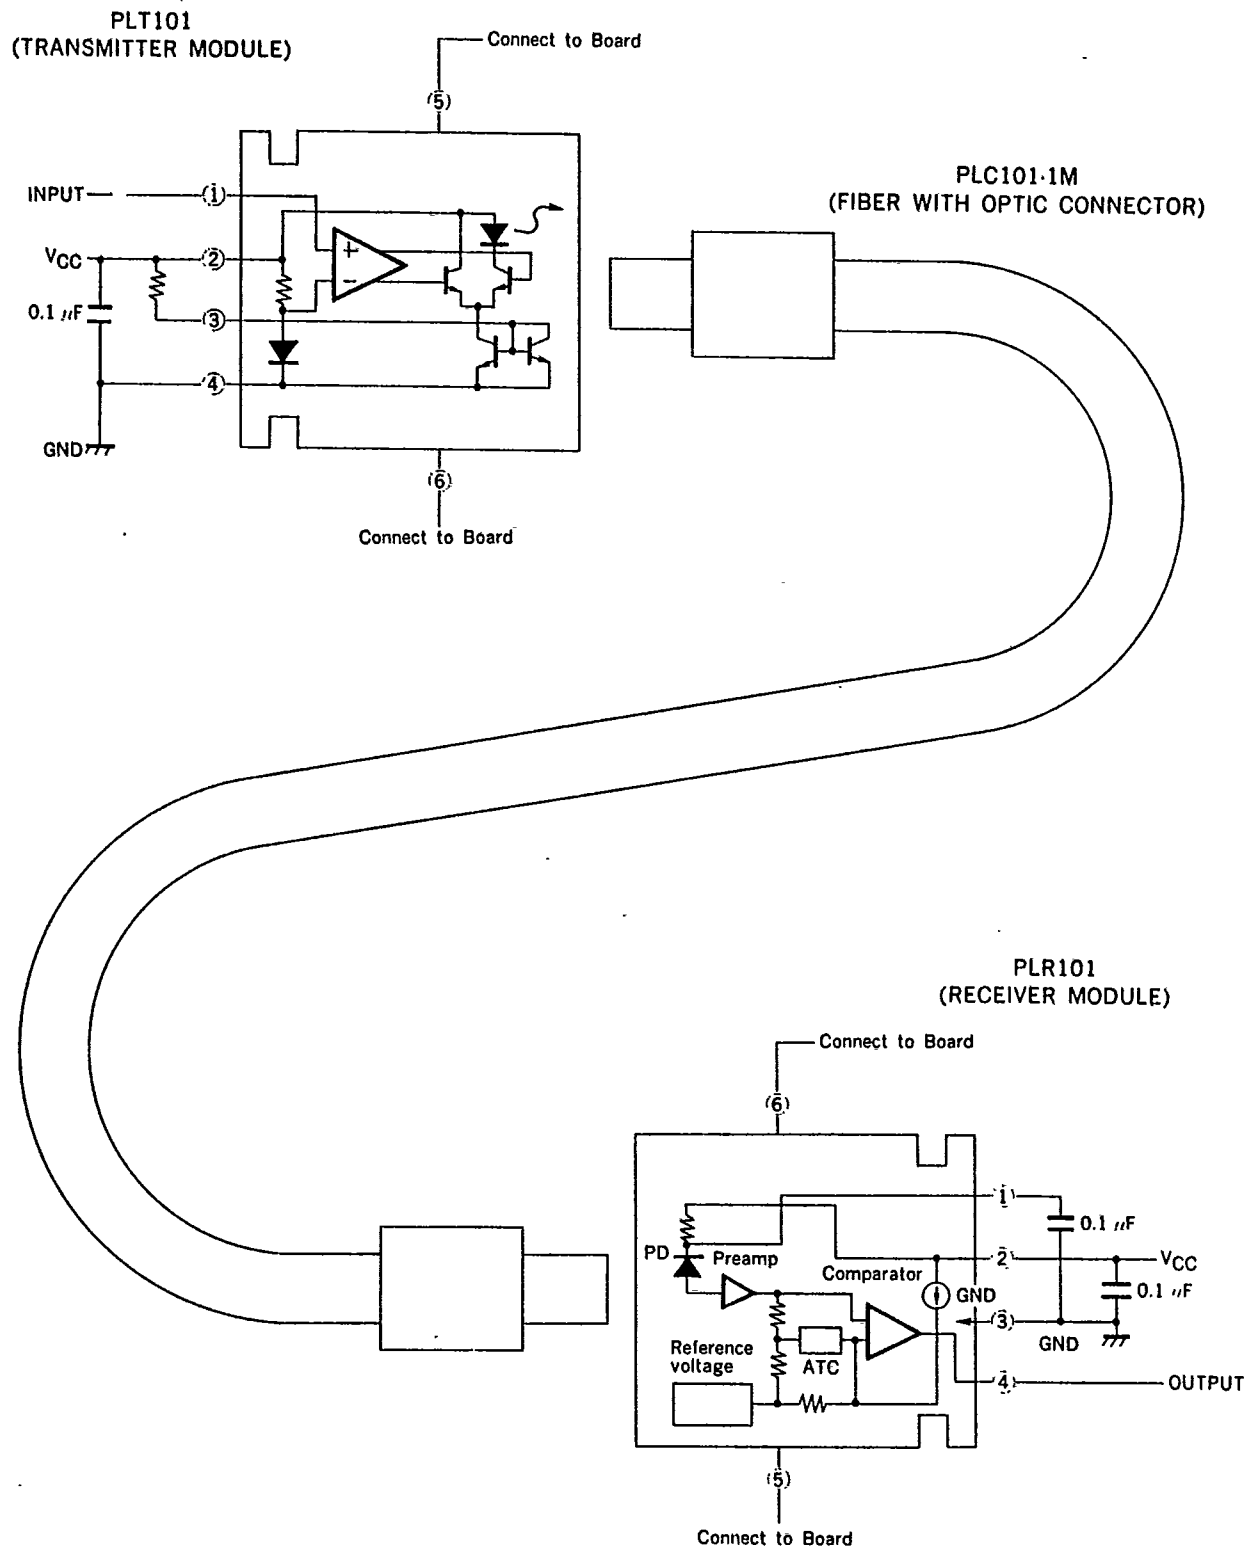 PLT101
(TRANSMITTER MODULE)
Connect to Board
(5)
INPUT
(1)
+
VCC
(2)
-
0.1 μF
(3)
(4)
GND
(6)
Connect to Board
PLC101·1M
(FIBER WITH OPTIC CONNECTOR)
PLR101
(RECEIVER MODULE)
Connect to Board
(6)
(1)
0.1 μF
PD
Preamp
(2)
VCC
Comparator
GND
0.1 μF
(3)
GND
Reference
voltage
ATC
(4)
OUTPUT
(5)
Connect to Board